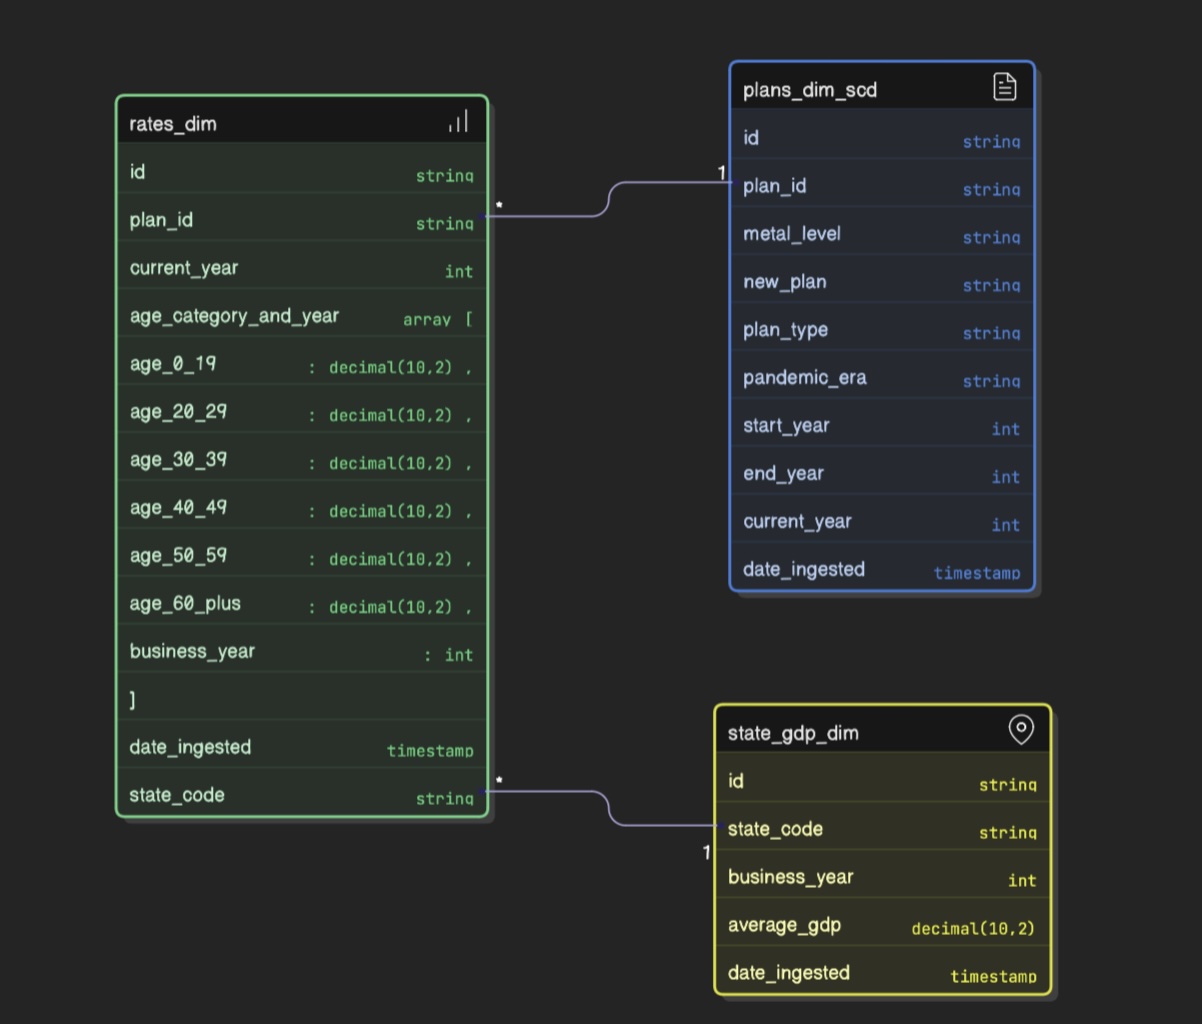 rates_dim
id string
plan_id string
current_year int
age_category_and_year array [
age_0_19 : decimal(10,2) ,
age_20_29 : decimal(10,2) ,
age_30_39 : decimal(10,2) ,
age_40_49 : decimal(10,2) ,
age_50_59 : decimal(10,2) ,
age_60_plus : decimal(10,2) ,
business_year : int
]
date_ingested timestamp
state_code string
*
1
plans_dim_scd
id string
plan_id string
metal_level string
new_plan string
plan_type string
pandemic_era string
start_year int
end_year int
current_year int
date_ingested timestamp
*
1
state_gdp_dim
id string
state_code string
business_year int
average_gdp decimal(10,2)
date_ingested timestamp